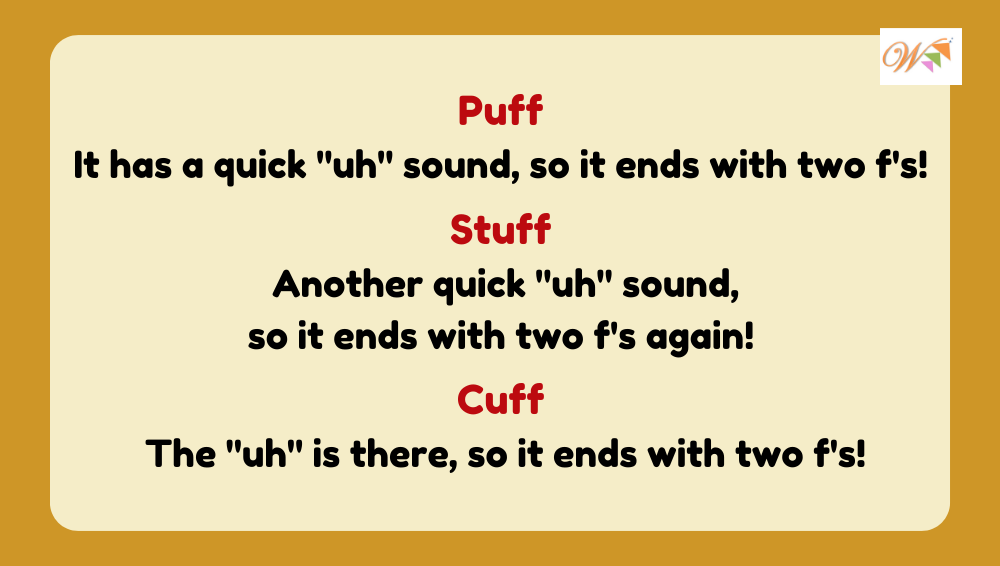 W
Puff
It has a quick "uh" sound, so it ends with two f's!
Stuff
Another quick "uh" sound,
so it ends with two f's again!
Cuff
The "uh" is there, so it ends with two f's!